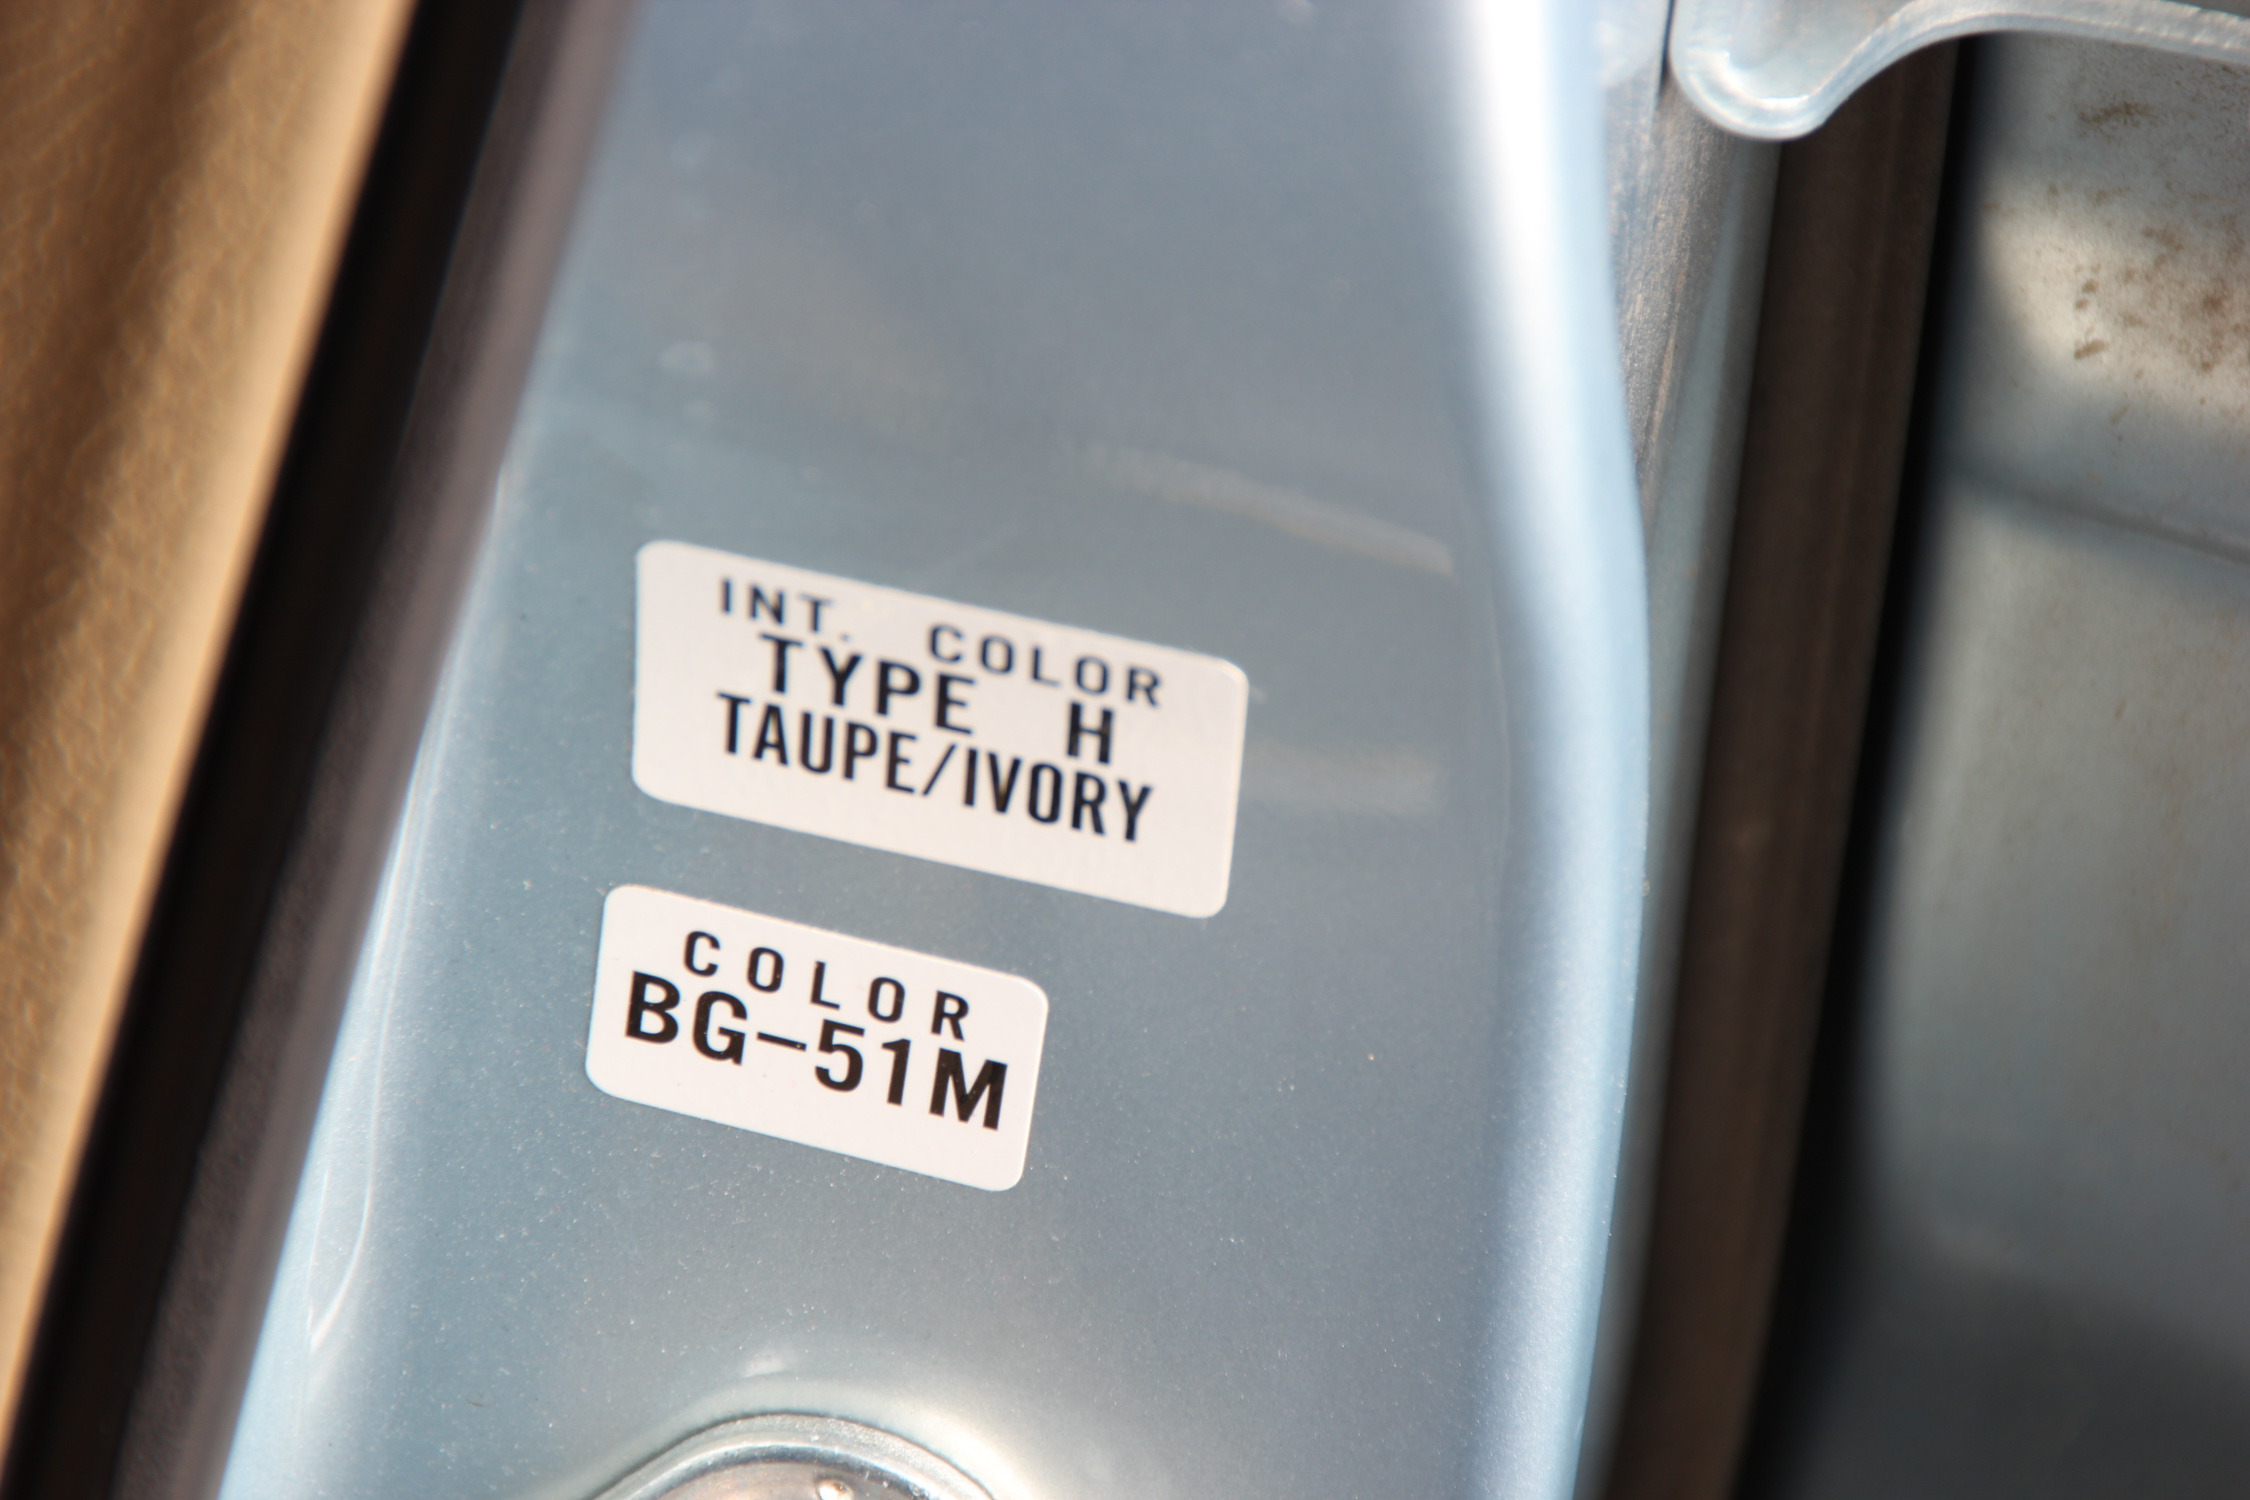 INT. COLOR
TYPE H
TAUPE/IVORY
COLOR
BG-51M